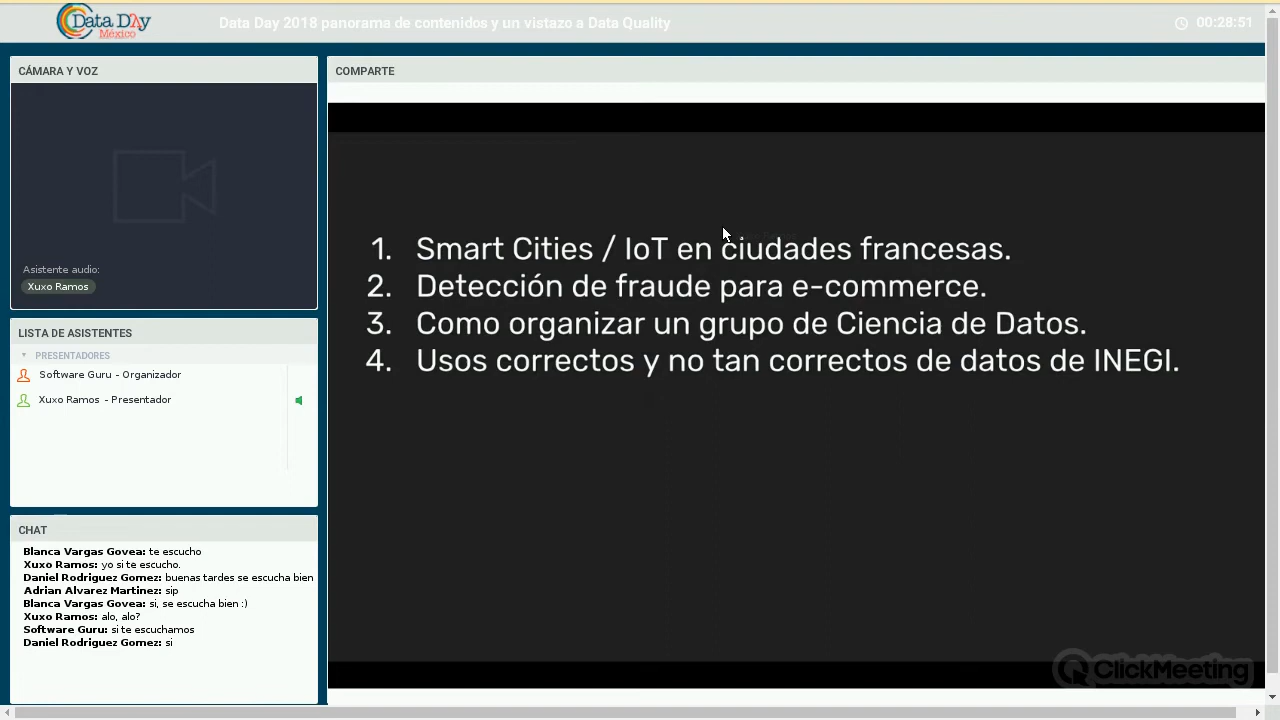 Data Day
México
Data Day 2018 panorama de contenidos y un vistazo a Data Quality
00:28:51
CÁMARA Y VOZ
Asistente audio:
Xuxo Ramos
LISTA DE ASISTENTES
PRESENTADORES
Software Guru - Organizador
Xuxo Ramos - Presentador
CHAT
Blanca Vargas Govea: te escucho
Xuxo Ramos: yo si te escucho.
Daniel Rodriguez Gomez: buenas tardes se escucha bien
Adrian Alvarez Martinez: sip
Blanca Vargas Govea: si, se escucha bien :)
Xuxo Ramos: alo, alo?
Software Guru: si te escuchamos
Daniel Rodriguez Gomez: si
COMPARTE
1. Smart Cities / IoT en ciudades francesas.
2. Detección de fraude para e-commerce.
3. Como organizar un grupo de Ciencia de Datos.
4. Usos correctos y no tan correctos de datos de INEGI.
ClickMeeting